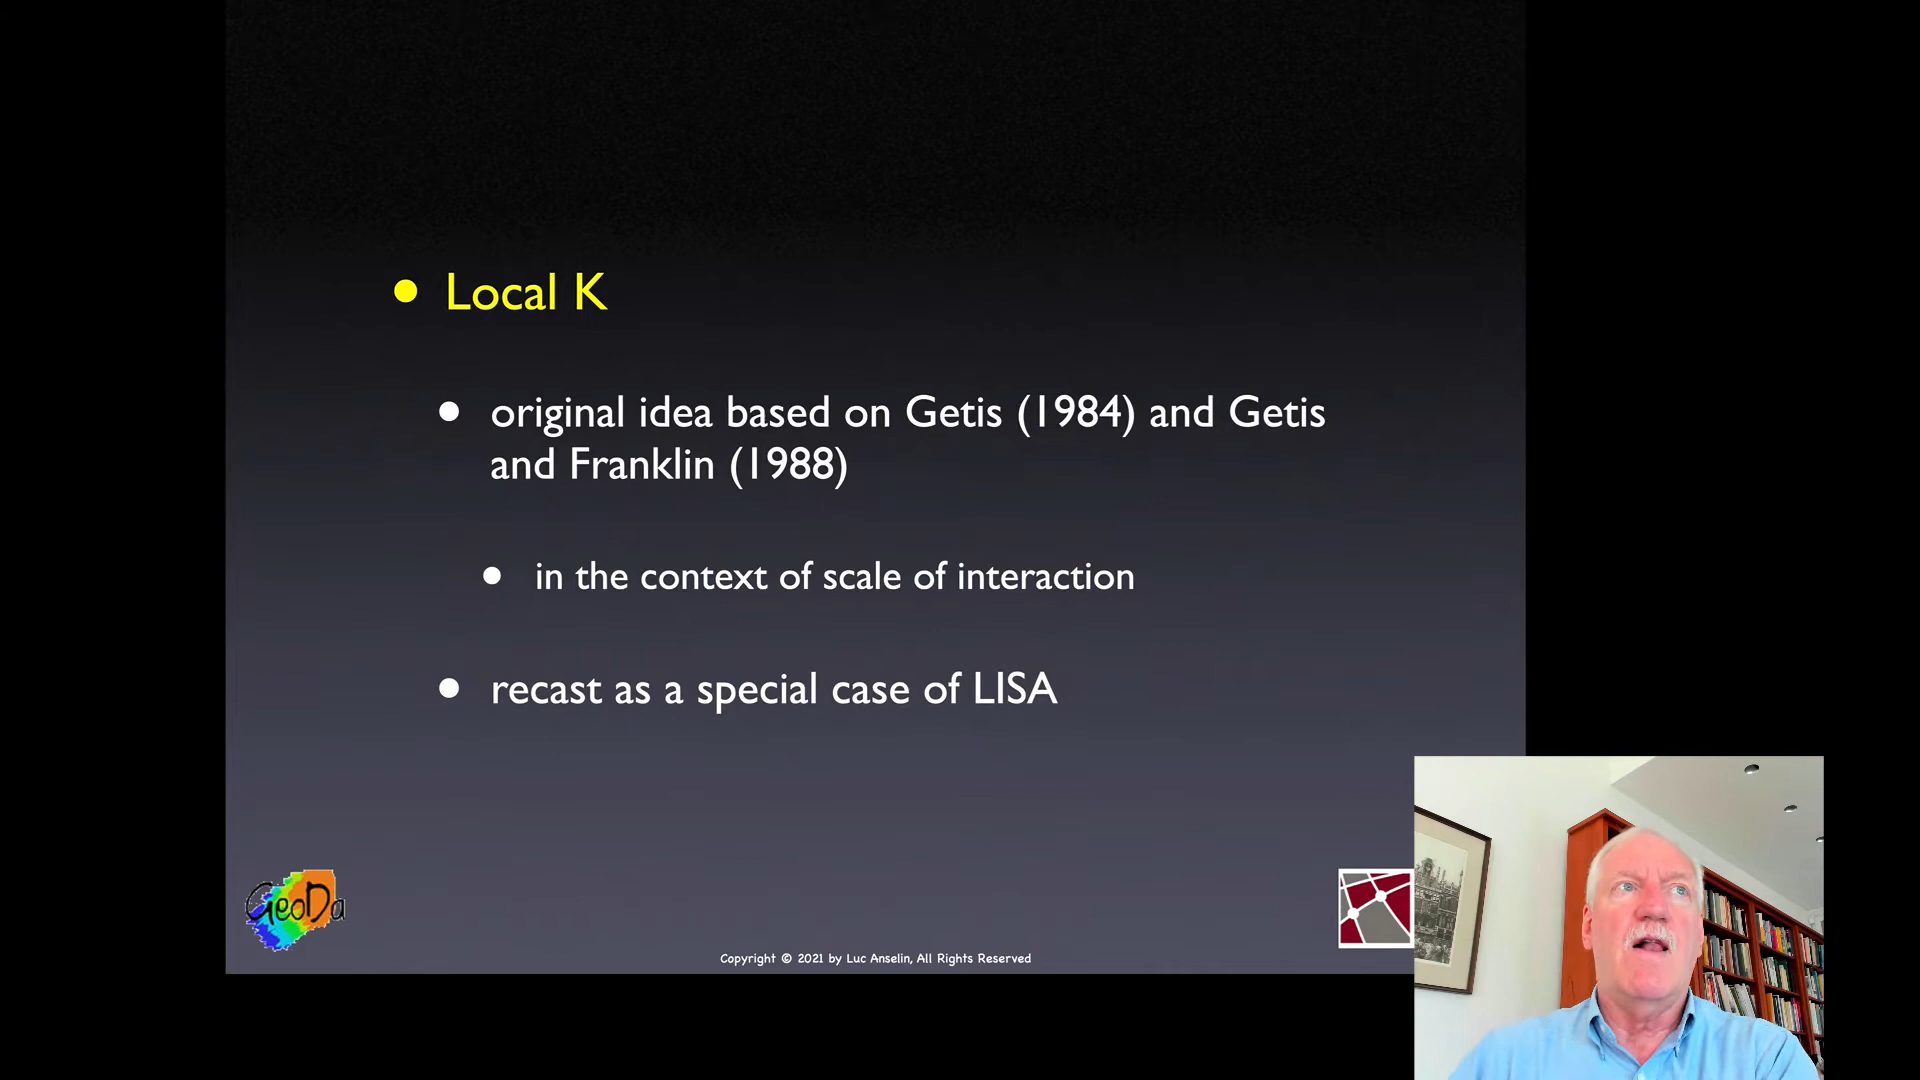 Local K
original idea based on Getis (1984) and Getis
and Franklin (1988)
in the context of scale of interaction
recast as a special case of LISA
GeoDa
Copyright © 2021 by Luc Anselin, All Rights Reserved